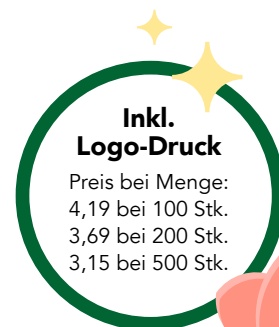 Inkl.
Logo-Druck
Preis bei Menge:
4,19 bei 100 Stk.
3,69 bei 200 Stk.
3,15 bei 500 Stk.